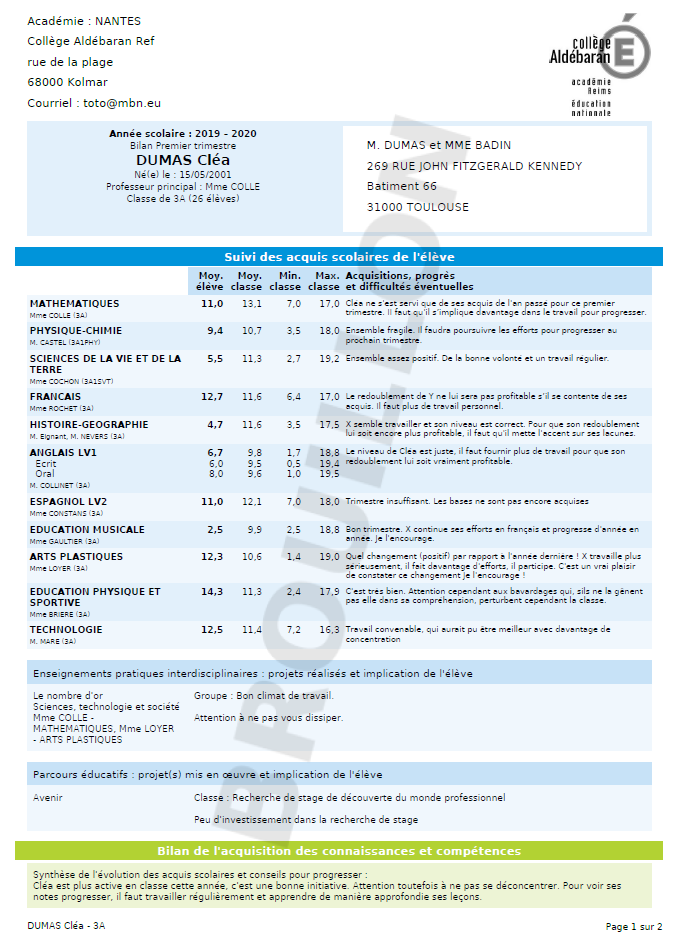 Académie : NANTES
Collège Aldébaran Ref
rue de la plage
68000 Kolmar
Courriel : toto@mbn.eu
collège
Aldébaran
É
académie
Reims
éducation
nationale
Année scolaire : 2019 - 2020
Bilan Premier trimestre
DUMAS Cléa
Né(e) le : 15/05/2001
Professeur principal : Mme COLLE
Classe de 3A (26 élèves)
M. DUMAS et MME BADIN
269 RUE JOHN FITZGERALD KENNEDY
Batiment 66
31000 TOULOUSE
BROUILLON
Suivi des acquis scolaires de l'élève
Moy. Moy. Min. Max. Acquisitions, progrès
élève classe classe classe et difficultés éventuelles
MATHEMATIQUES 11,0 13,1 7,0 17,0 Cléa ne s'est servi que de ses acquis de l'an passé pour ce premier
Mme COLLE (3A) trimestre. Il faut qu'il s'implique davantage dans le travail pour progresser.
PHYSIQUE-CHIMIE 9,4 10,7 3,5 18,0 Ensemble fragile. Il faudra poursuivre les efforts pour progresser au
M. CASTEL (3A1PHY) prochain trimestre.
SCIENCES DE LA VIE ET DE LA 5,5 11,3 2,7 19,2 Ensemble assez positif. De la bonne volonté et un travail régulier.
TERRE
Mme COCHON (3A1SVT)
FRANCAIS 12,7 11,6 6,4 17,0 Le redoublement de Y ne lui sera pas profitable s'il se contente de ses
Mme ROCHET (3A) acquis. Il faut plus de travail personnel.
HISTOIRE-GEOGRAPHIE 4,7 11,6 3,5 17,5 X semble travailler et son niveau est correct. Pour que son redoublement
M. Eignant, M. NEVERS (3A) lui soit encore plus profitable, il faut qu'il mette l'accent sur ses lacunes.
ANGLAIS LV1 6,7 9,8 1,7 18,8 Le niveau de Cléa est juste, il faut fournir plus de travail pour que son
Ecrit 6,0 9,5 0,5 19,4 redoublement lui soit vraiment profitable.
Oral 8,0 9,6 1,0 19,5
M. COLLINET (3A)
ESPAGNOL LV2 11,0 12,1 7,0 18,0 Trimestre insuffisant. Les bases ne sont pas encore acquises
Mme CONSTANS (3A)
EDUCATION MUSICALE 2,5 9,9 2,5 18,8 Bon trimestre. X continue ses efforts en français et progresse d'année en
Mme GAULTIER (3A) année. Je l'encourage.
ARTS PLASTIQUES 12,3 10,6 1,4 19,0 Quel changement (positif) par rapport à l'année dernière ! X travaille plus
Mme LOYER (3A) sérieusement, il fait davantage d'efforts, il participe. C'est un vrai plaisir
de constater ce changement je l'encourage !
EDUCATION PHYSIQUE ET 14,3 11,3 2,4 17,9 C'est très bien. Attention cependant aux bavardages qui, sils ne la gênent
SPORTIVE pas elle dans sa compréhension, perturbent cependant la classe.
Mme BRIERE (3A)
TECHNOLOGIE 12,5 11,4 7,2 16,3 Travail convenable, qui aurait pu être meilleur avec davantage de
M. MARE (3A) concentration
Enseignements pratiques interdisciplinaires : projets réalisés et implication de l'élève
Le nombre d'or Groupe : Bon climat de travail.
Sciences, technologie et société
Mme COLLE - Attention à ne pas vous dissiper.
MATHEMATIQUES, Mme LOYER
- ARTS PLASTIQUES
Parcours éducatifs : projet(s) mis en œuvre et implication de l'élève
Avenir Classe : Recherche de stage de découverte du monde professionnel
Peu d'investissement dans la recherche de stage
Bilan de l'acquisition des connaissances et compétences
Synthèse de l'évolution des acquis scolaires et conseils pour progresser :
Cléa est plus active en classe cette année, c'est une bonne initiative. Attention toutefois à ne pas se déconcentrer. Pour voir ses
notes progresser, il faut travailler régulièrement et apprendre de manière approfondie ses leçons.
DUMAS Cléa - 3A Page 1 sur 2